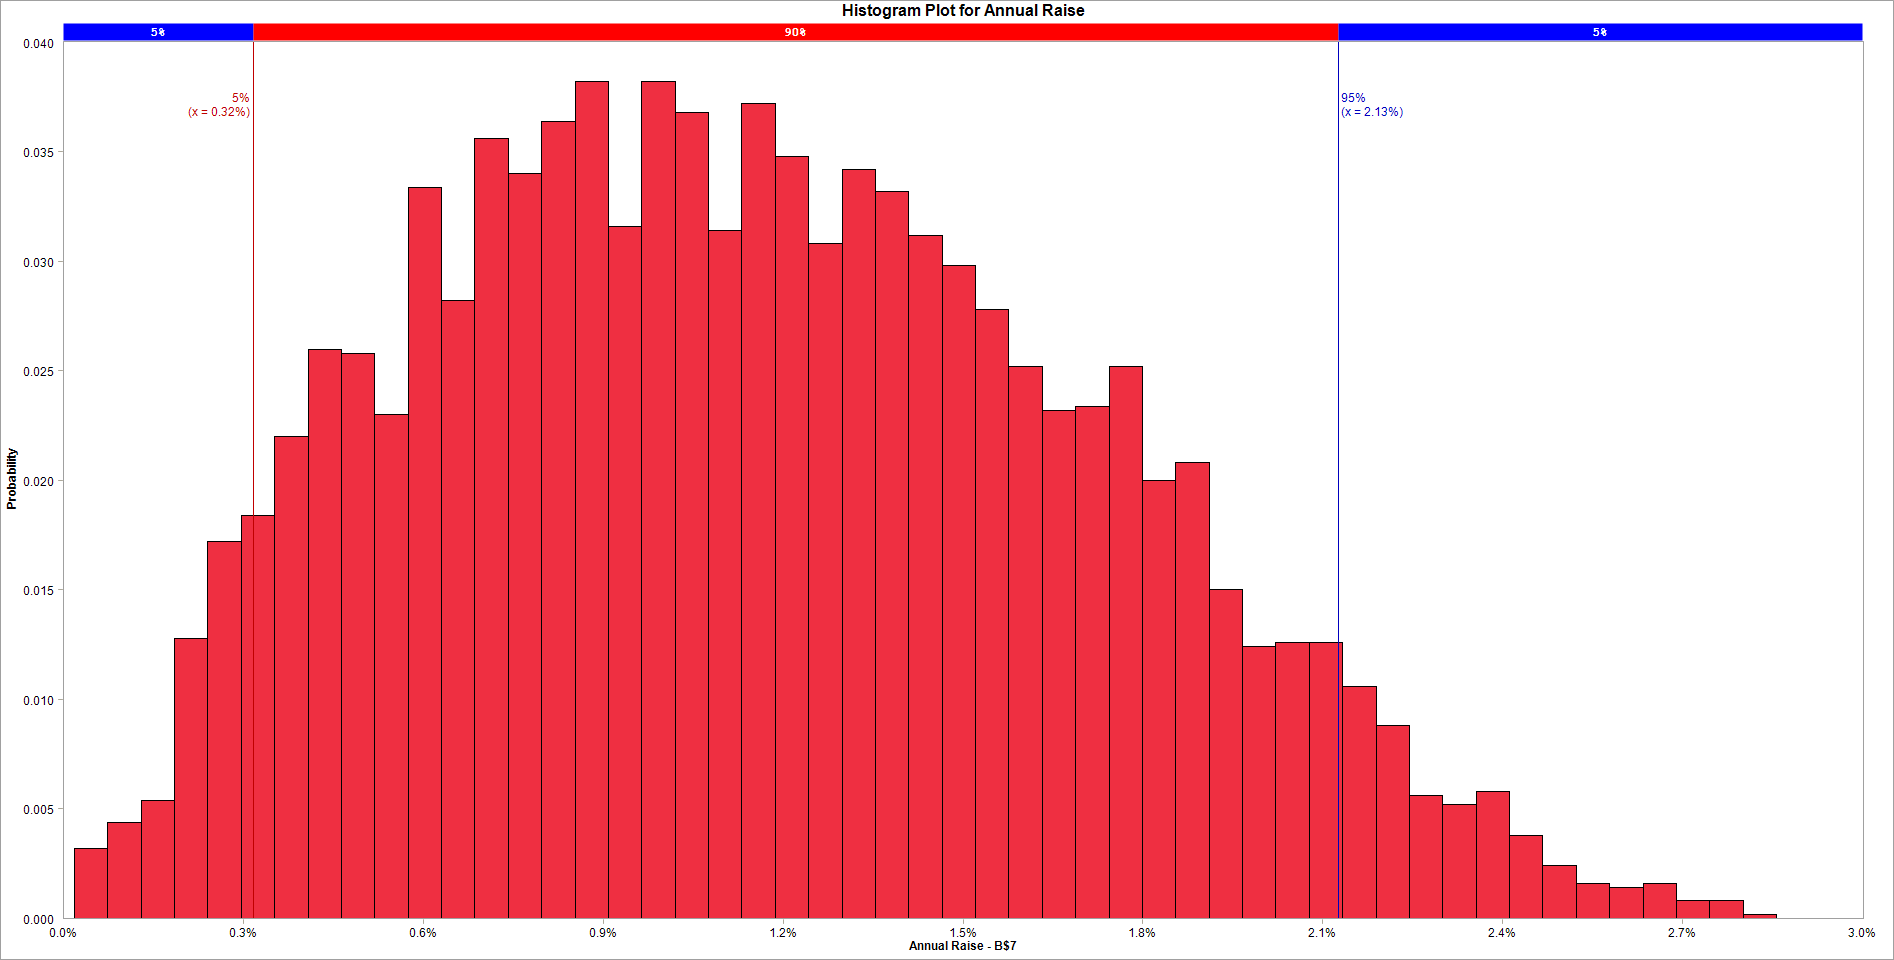 Histogram Plot for Annual Raise
5% 90% 5%
0.040
5%
(x = 0.32%)
95%
(x = 2.13%)
0.035
0.030
0.025
0.020
0.015
0.010
0.005
0.000
Probability
0.0% 0.3% 0.6% 0.9% 1.2% 1.5% 1.8% 2.1% 2.4% 2.7% 3.0%
Annual Raise - B$7